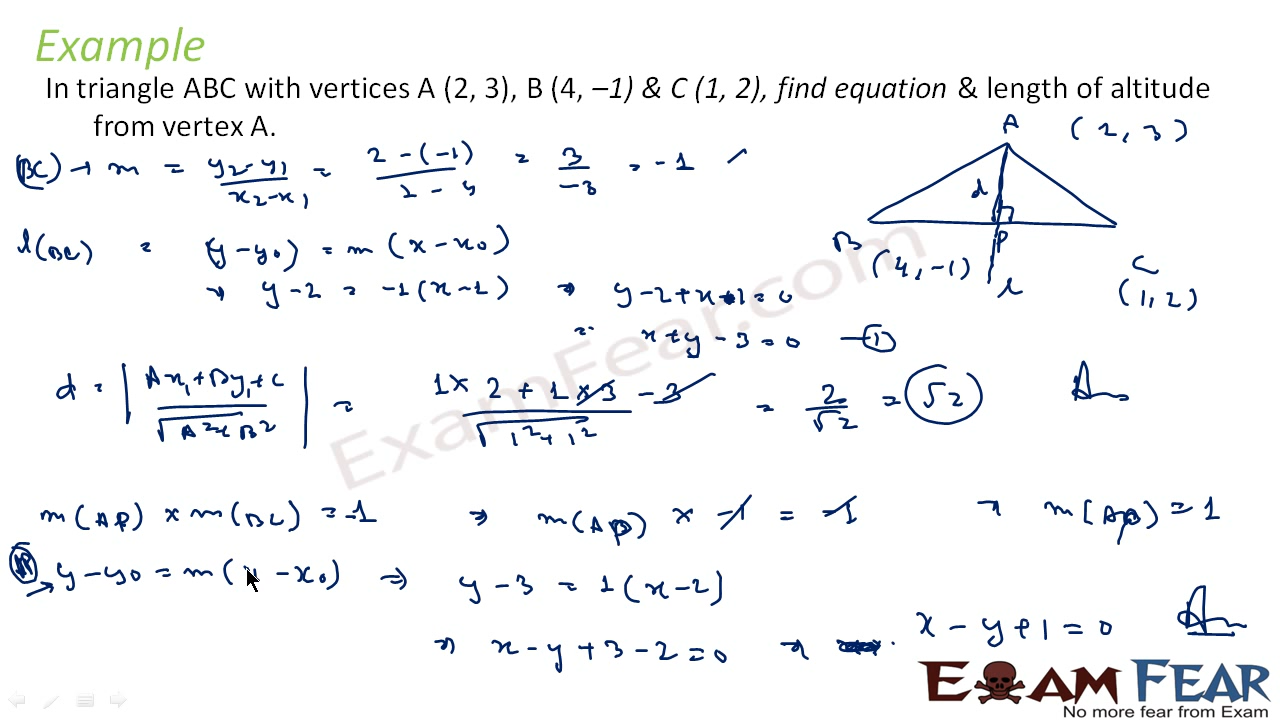 Example
In triangle ABC with vertices A (2, 3), B (4, –1) & C (1, 2), find equation & length of altitude
from vertex A.
A (2, 3)
(BC) → m = y₂-y₁/x₂-x₁ = 2-(-1)/1-4 = 3/-3 = -1 ✓
d
B P
(4, -1) l C
(1, 2)
l(BC) = (y-y₀) = m(x-x₀)
⇒ y-2 = -1(x-1) ⇒ y-2+x-1=0
= x+y-3=0 —①
d = |Ax₁+By₁+C/√A²+B²| = 1×2+1×3-3/√1²+1² = 2/√2 = √2 Ans
m(AP) × m(BC) = -1 ⇒ m(AP) × -1 = -1 ⇒ m(AP) = 1
AP → y-y₀ = m(x-x₀) ⇒ y-3 = 1(x-2)
⇒ x-y+3-2=0 ⇒ x-y+1=0 Ans
ExamFear.com
EXAM FEAR
No more fear from Exam